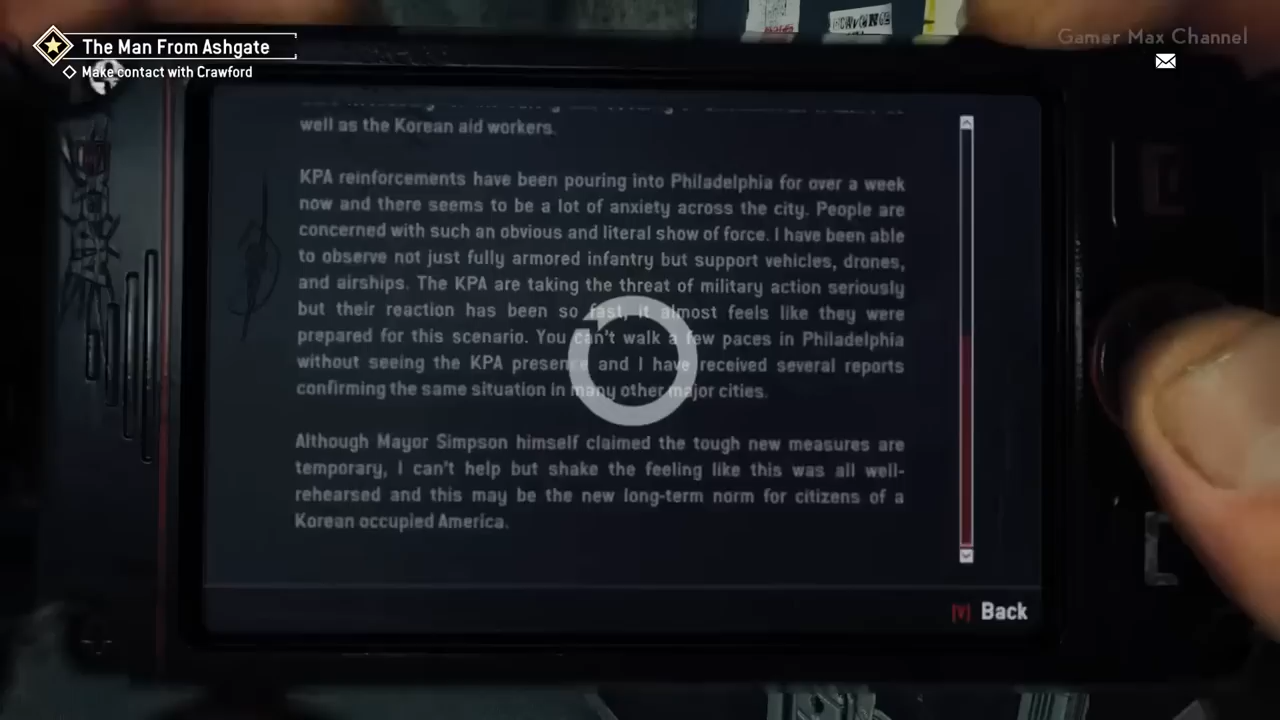 The Man From Ashgate
Make contact with Crawford
Gamer Max Channel
well as the Korean aid workers.
KPA reinforcements have been pouring into Philadelphia for over a week
now and there seems to be a lot of anxiety across the city. People are
concerned with such an obvious and literal show of force. I have been able
to observe not just fully armored infantry but support vehicles, drones,
and airships. The KPA are taking the threat of military action seriously
but their reaction has been so fast, it almost feels like they were
prepared for this scenario. You can't walk a few paces in Philadelphia
without seeing the KPA presence and I have received several reports
confirming the same situation in many other major cities.
Although Mayor Simpson himself claimed the tough new measures are
temporary, I can't help but shake the feeling like this was all well-
rehearsed and this may be the new long-term norm for citizens of a
Korean occupied America.
[V] Back